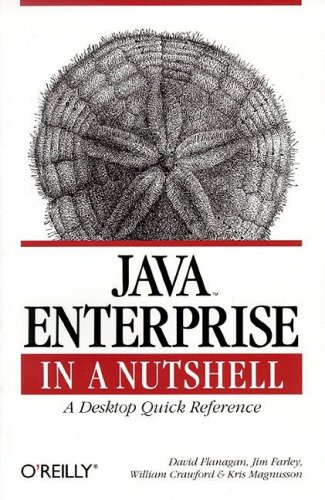 JAVA™
ENTERPRISE
IN A NUTSHELL
A Desktop Quick Reference
David Flanagan, Jim Farley,
William Crawford & Kris Magnusson
O'REILLY®